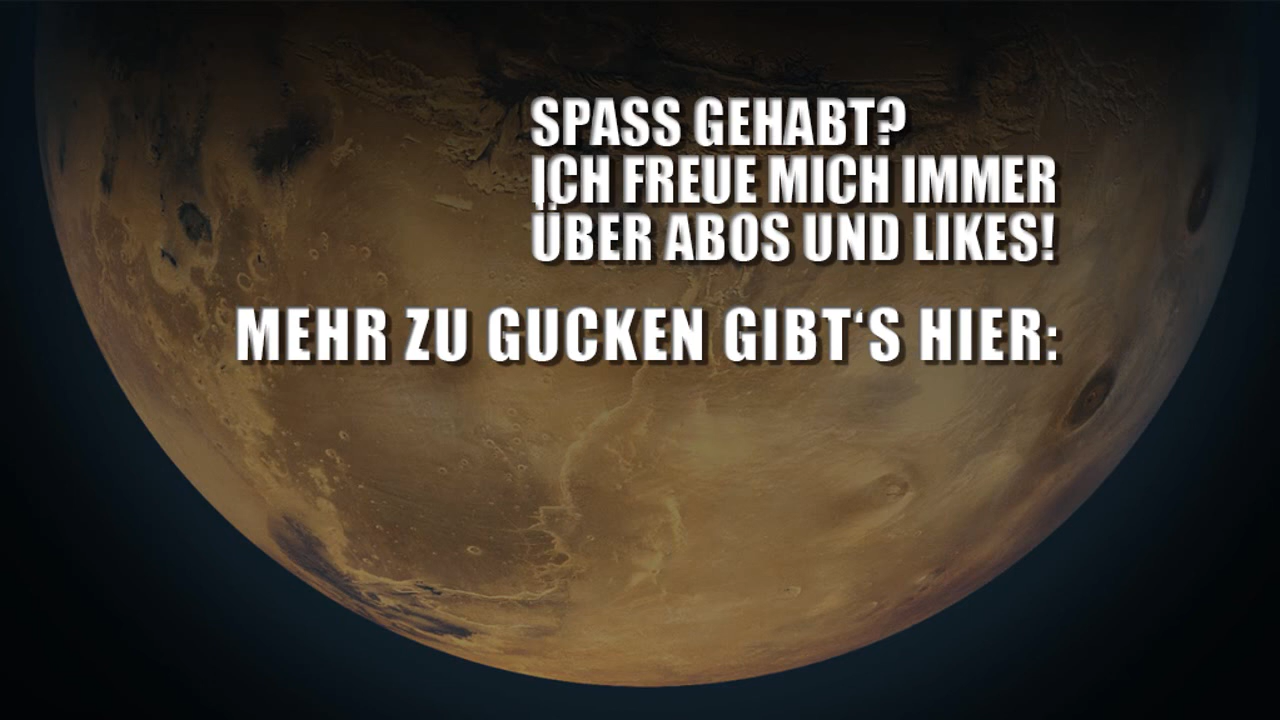 SPASS GEHABT?
ICH FREUE MICH IMMER
ÜBER ABOS UND LIKES!
MEHR ZU GUCKEN GIBT‘S HIER: